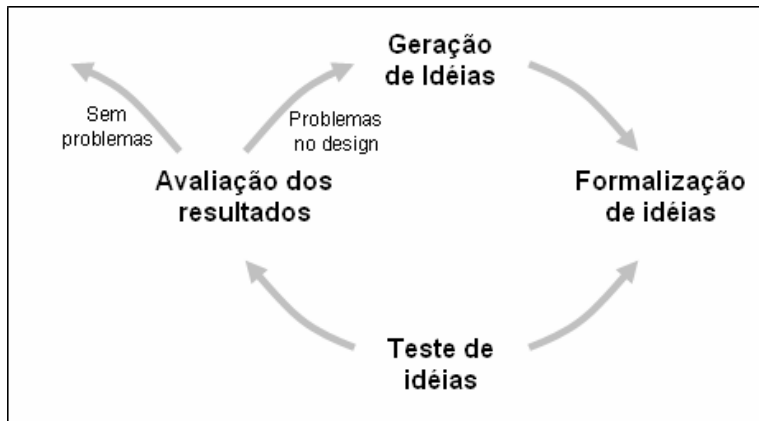 Geração
de Idéias
Sem
problemas
Problemas
no design
Avaliação dos
resultados
Formalização
de idéias
Teste de
idéias